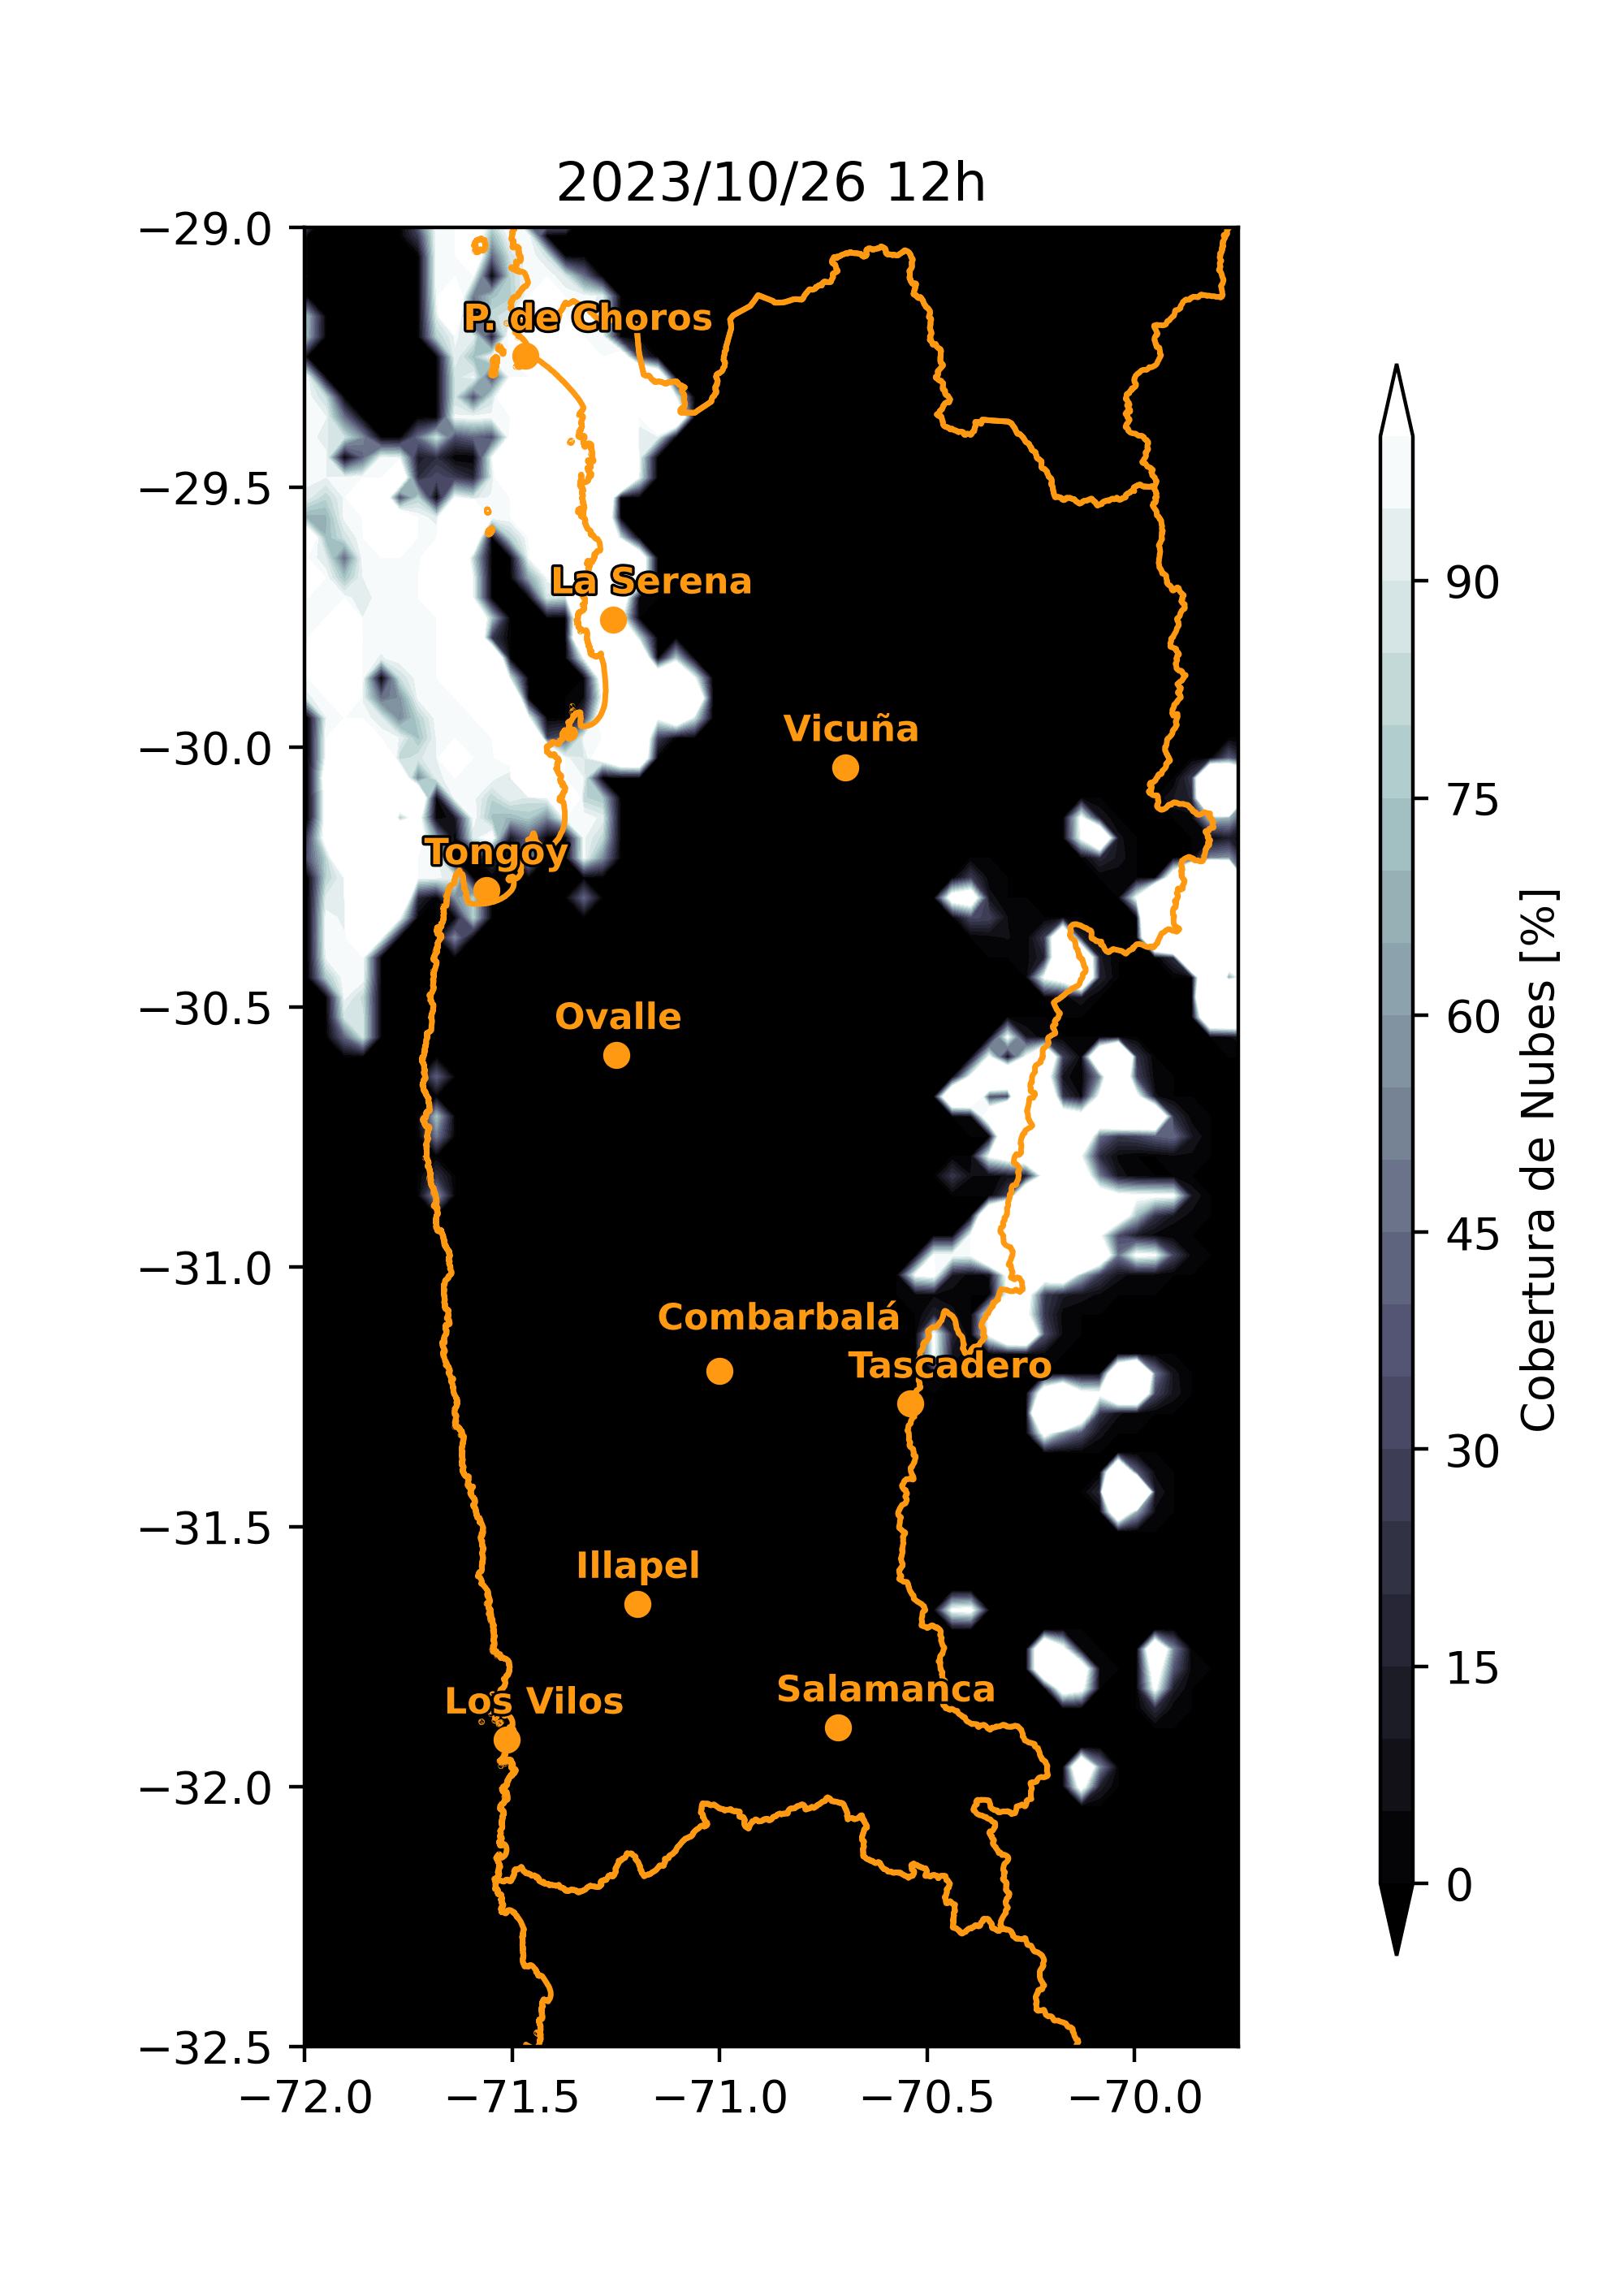 2023/10/26 12h
−29.0
−29.5
−30.0
−30.5
−31.0
−31.5
−32.0
−32.5
−72.0
−71.5
−71.0
−70.5
−70.0
P. de Choros
La Serena
Vicuña
Tongoy
Ovalle
Combarbalá
Tascadero
Illapel
Salamanca
Los Vilos
90
75
60
45
30
15
0
Cobertura de Nubes [%]